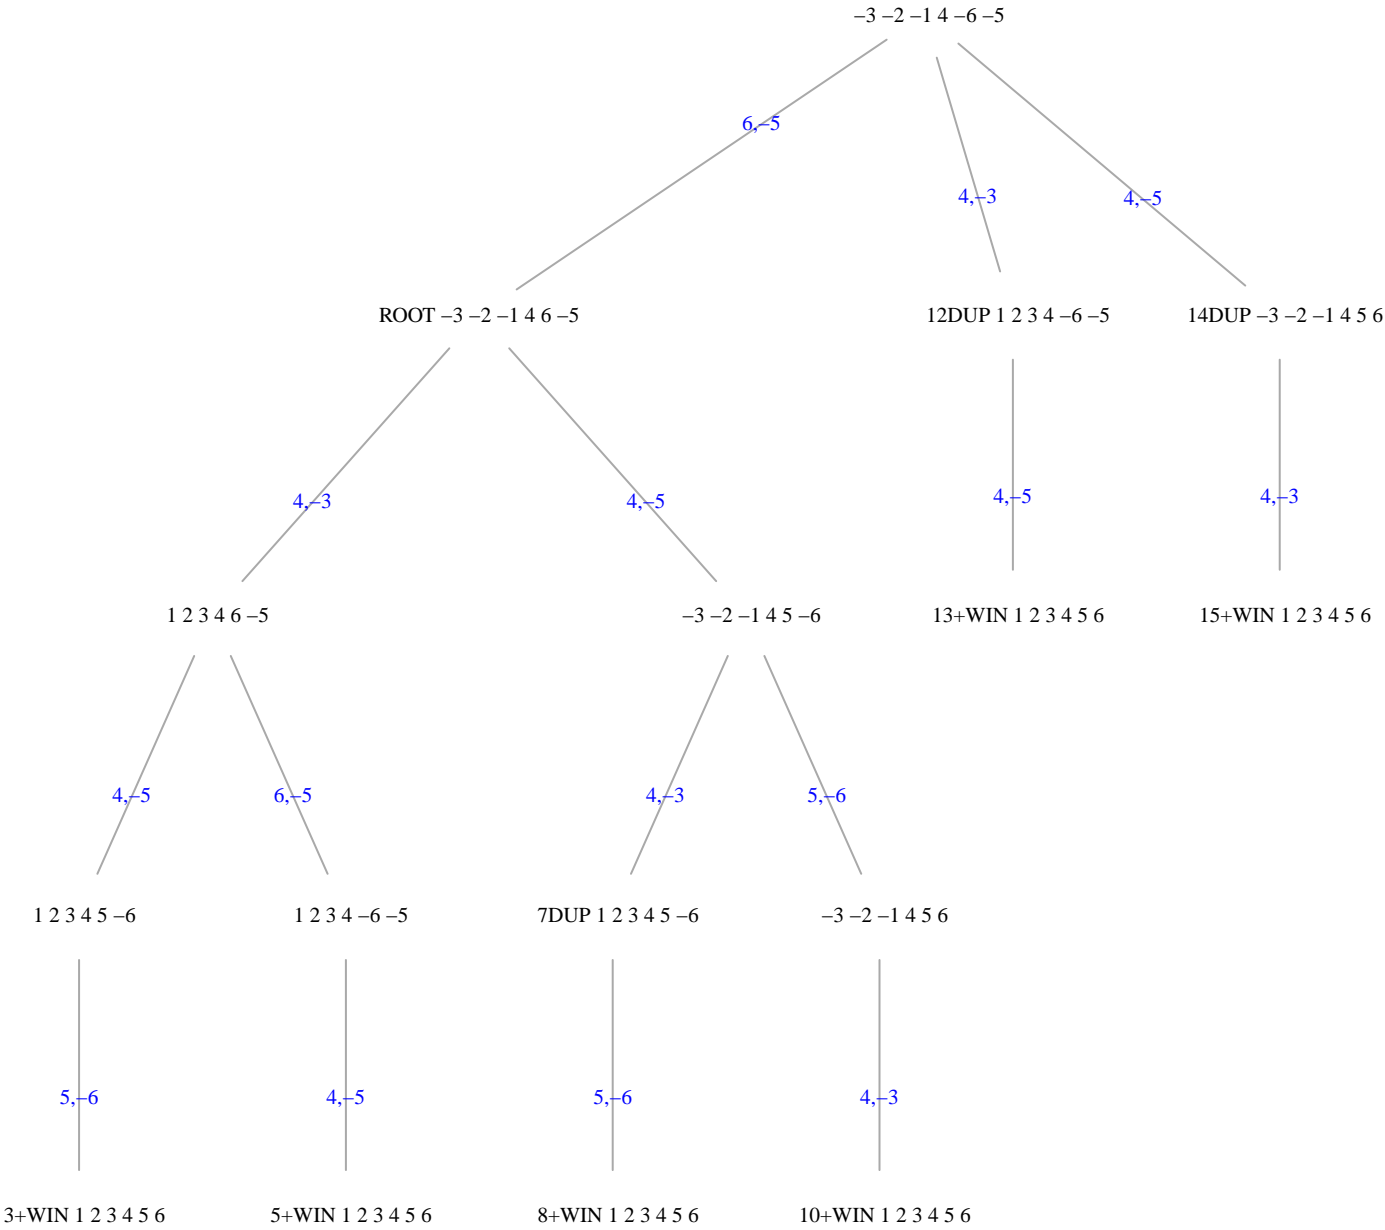 −3 −2 −1 4 −6 −5
6,−5
4,−3
4,−5
ROOT −3 −2 −1 4 6 −5
12DUP 1 2 3 4 −6 −5
14DUP −3 −2 −1 4 5 6
4,−3
4,−5
4,−5
4,−3
1 2 3 4 6 −5
−3 −2 −1 4 5 −6
13+WIN 1 2 3 4 5 6
15+WIN 1 2 3 4 5 6
4,−5
6,−5
4,−3
5,−6
1 2 3 4 5 −6
1 2 3 4 −6 −5
7DUP 1 2 3 4 5 −6
−3 −2 −1 4 5 6
5,−6
4,−5
5,−6
4,−3
3+WIN 1 2 3 4 5 6
5+WIN 1 2 3 4 5 6
8+WIN 1 2 3 4 5 6
10+WIN 1 2 3 4 5 6